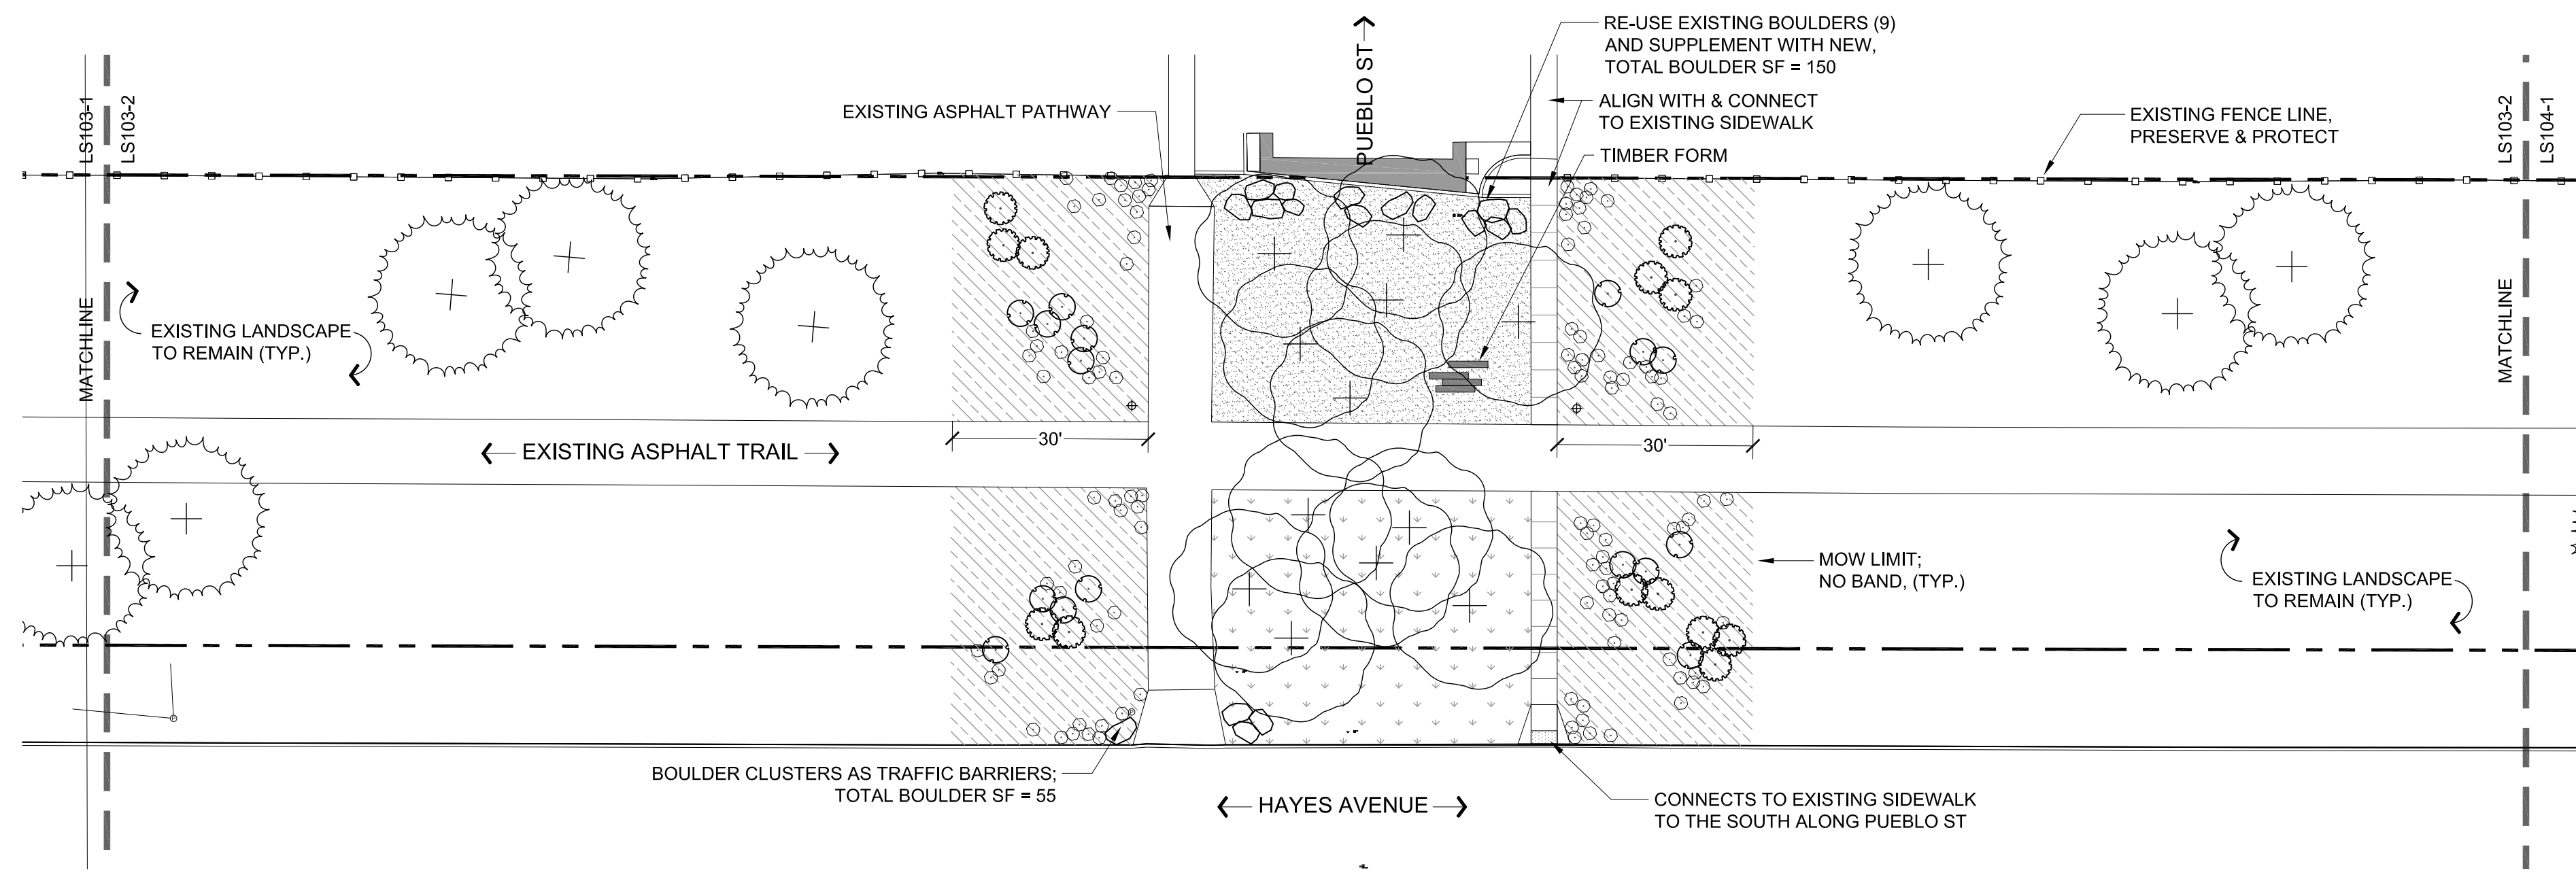 RE-USE EXISTING BOULDERS (9)
AND SUPPLEMENT WITH NEW,
TOTAL BOULDER SF = 150
PUEBLO ST
EXISTING ASPHALT PATHWAY
ALIGN WITH & CONNECT
TO EXISTING SIDEWALK
TIMBER FORM
EXISTING FENCE LINE,
PRESERVE & PROTECT
LS103-1
LS103-2
LS103-2
LS104-1
MATCHLINE
MATCHLINE
EXISTING LANDSCAPE
TO REMAIN (TYP.)
EXISTING ASPHALT TRAIL
30'
30'
MOW LIMIT;
NO BAND, (TYP.)
EXISTING LANDSCAPE
TO REMAIN (TYP.)
BOULDER CLUSTERS AS TRAFFIC BARRIERS;
TOTAL BOULDER SF = 55
HAYES AVENUE
CONNECTS TO EXISTING SIDEWALK
TO THE SOUTH ALONG PUEBLO ST